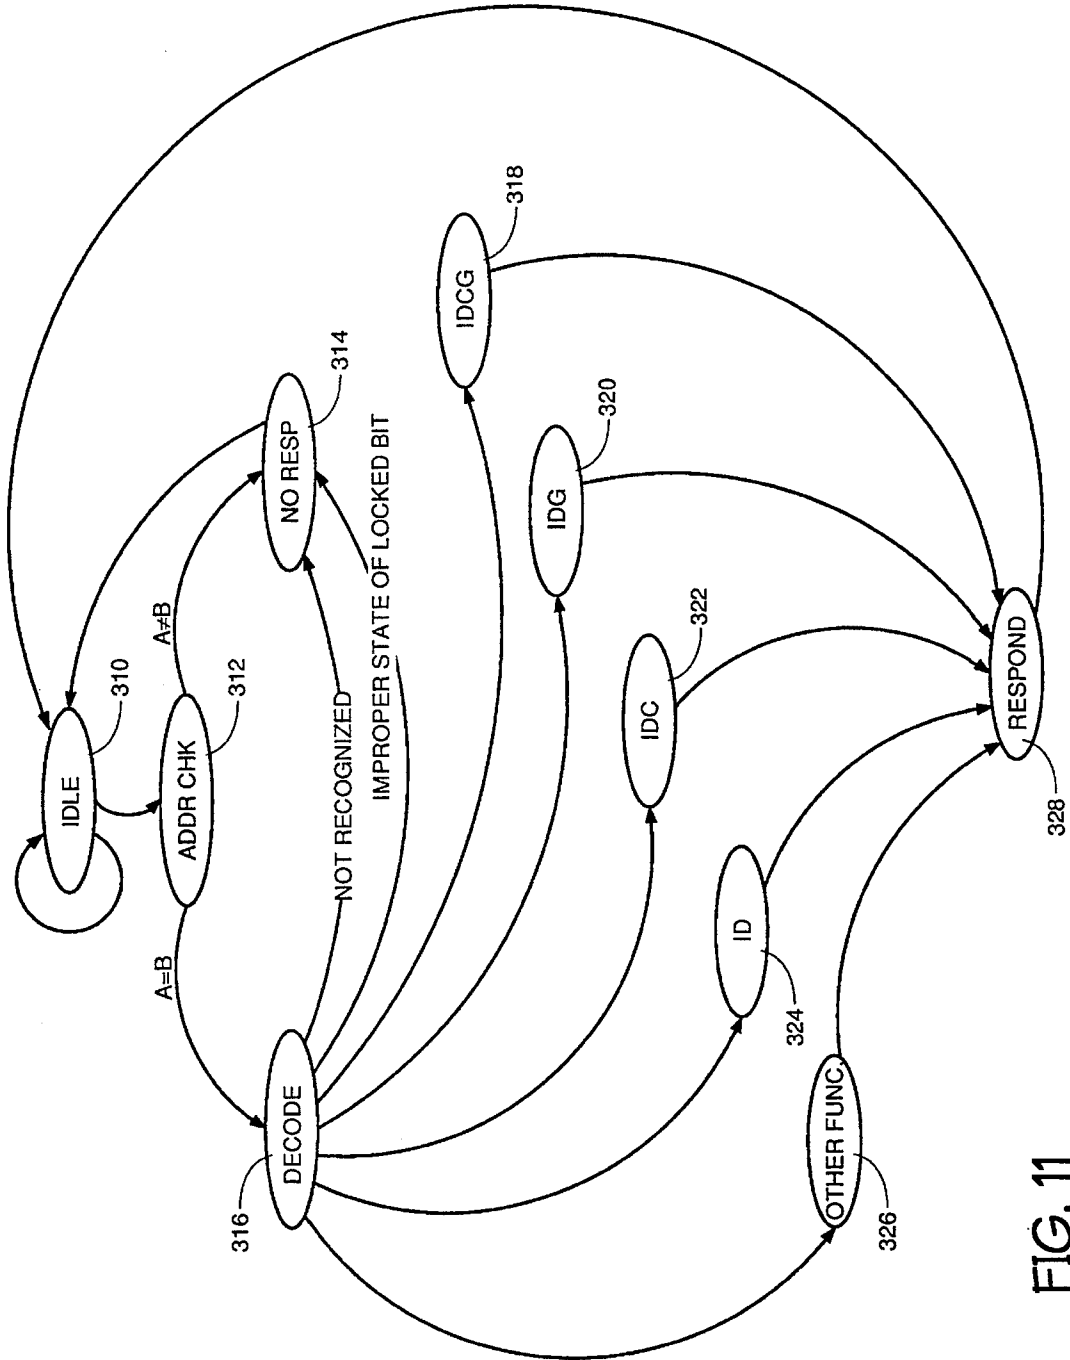 IDLE
310
ADDR CHK
312
A≠B
A=B
NO RESP
314
NOT RECOGNIZED
IMPROPER STATE OF LOCKED BIT
DECODE
316
IDCG
318
IDG
320
IDC
322
ID
324
OTHER FUNC.
326
RESPOND
328
FIG. 11